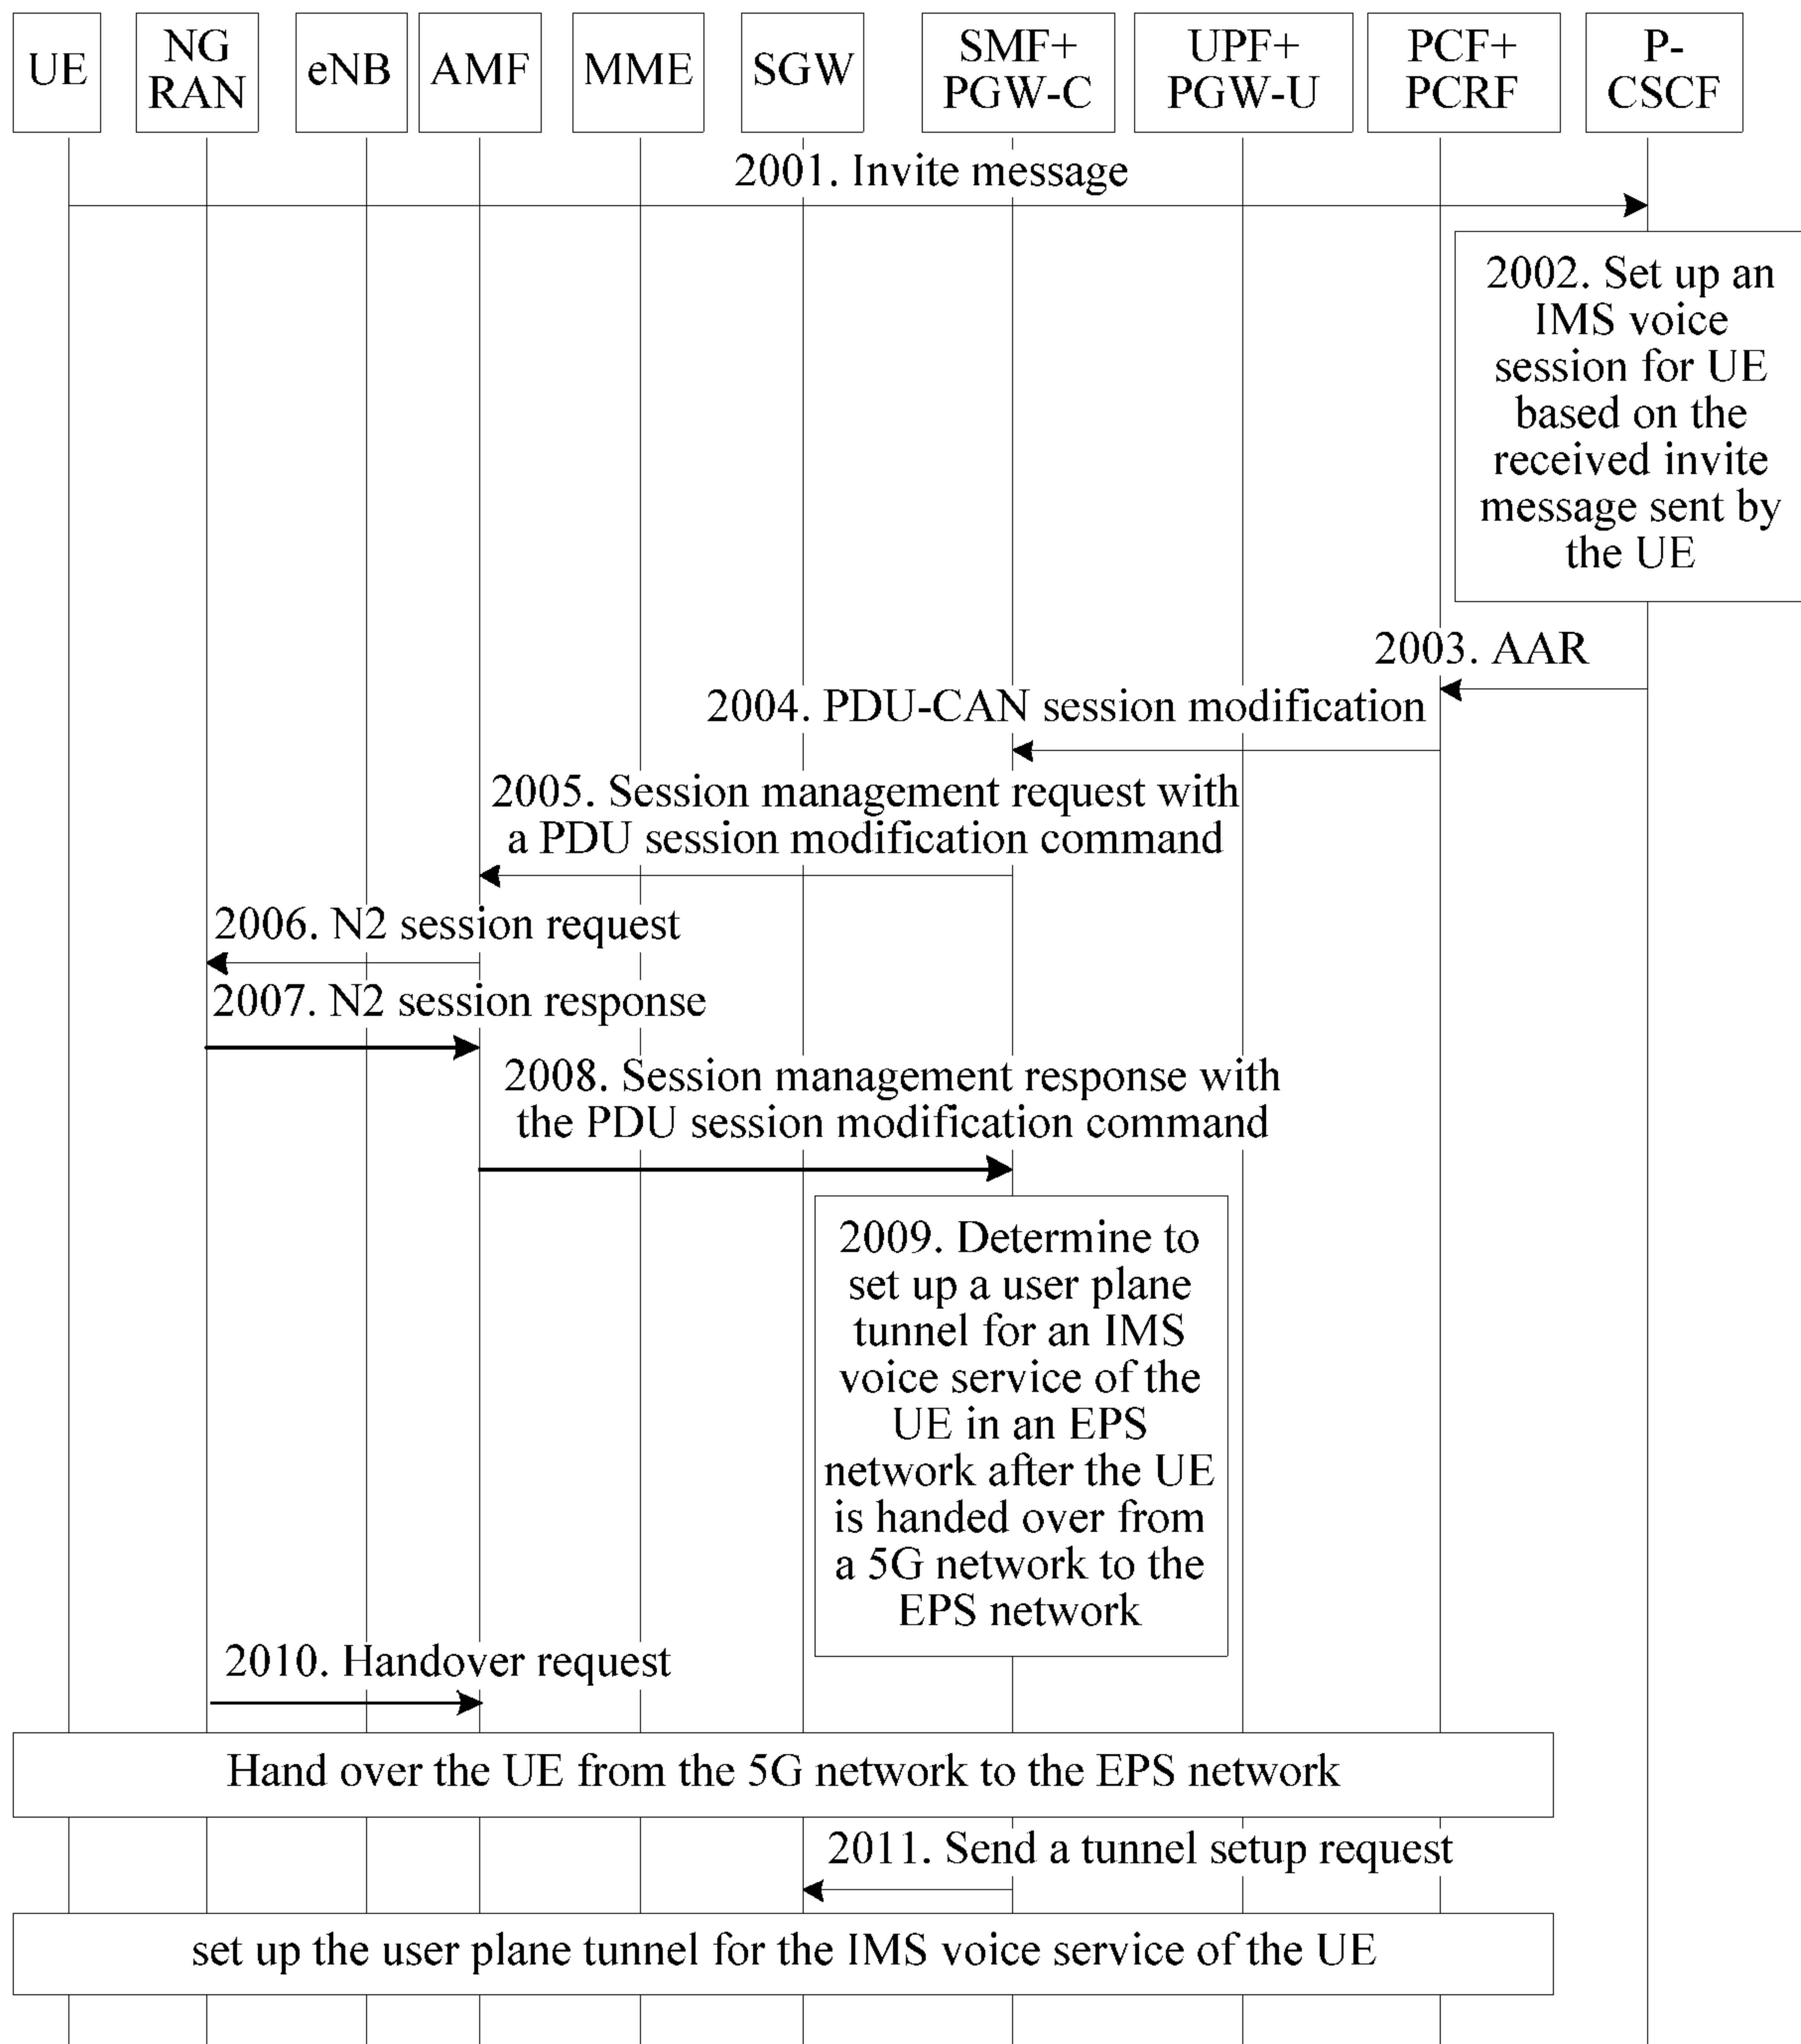 UE
NG
RAN
eNB
AMF
MME
SGW
SMF+
PGW-C
UPF+
PGW-U
PCF+
PCRF
P-
CSCF
2001. Invite message
2002. Set up an
IMS voice
session for UE
based on the
received invite
message sent by
the UE
2003. AAR
2004. PDU-CAN session modification
2005. Session management request with
a PDU session modification command
2006. N2 session request
2007. N2 session response
2008. Session management response with
the PDU session modification command
2009. Determine to
set up a user plane
tunnel for an IMS
voice service of the
UE in an EPS
network after the UE
is handed over from
a 5G network to the
EPS network
2010. Handover request
Hand over the UE from the 5G network to the EPS network
2011. Send a tunnel setup request
set up the user plane tunnel for the IMS voice service of the UE